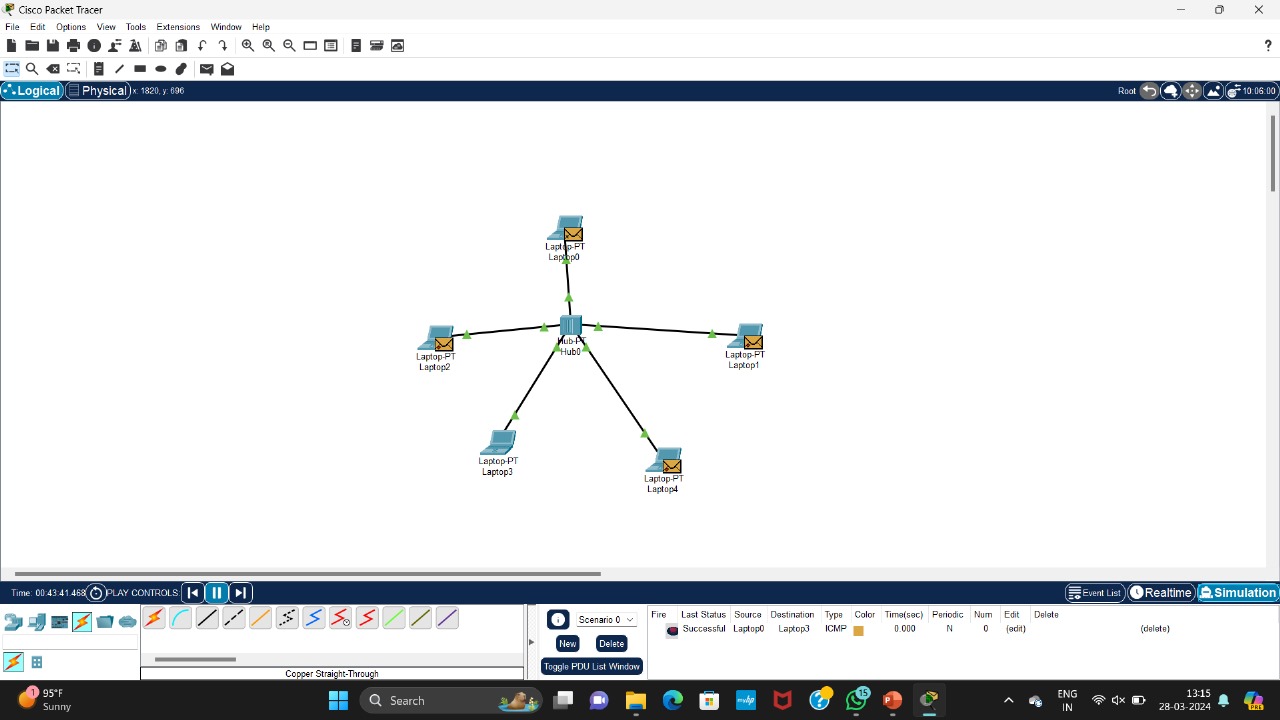 Cisco Packet Tracer
File Edit Options View Tools Extensions Window Help
?
Logical Physical x: 1820, y: 696 Root 10:06:00
Laptop-PT
Laptop0
Laptop-PT
Laptop2
Hub-PT
Hub0
Laptop-PT
Laptop1
Laptop-PT
Laptop3
Laptop-PT
Laptop4
Time: 00:43:41.468 PLAY CONTROLS: Event List Realtime Simulation
Scenario 0
New Delete
Toggle PDU List Window
Fire Last Status Source Destination Type Color Time(sec) Periodic Num Edit Delete
Successful Laptop0 Laptop3 ICMP 0.000 N 0 (edit) (delete)
Copper Straight-Through
1
95°F
Sunny
Search
15
ENG
IN
13:15
28-03-2024